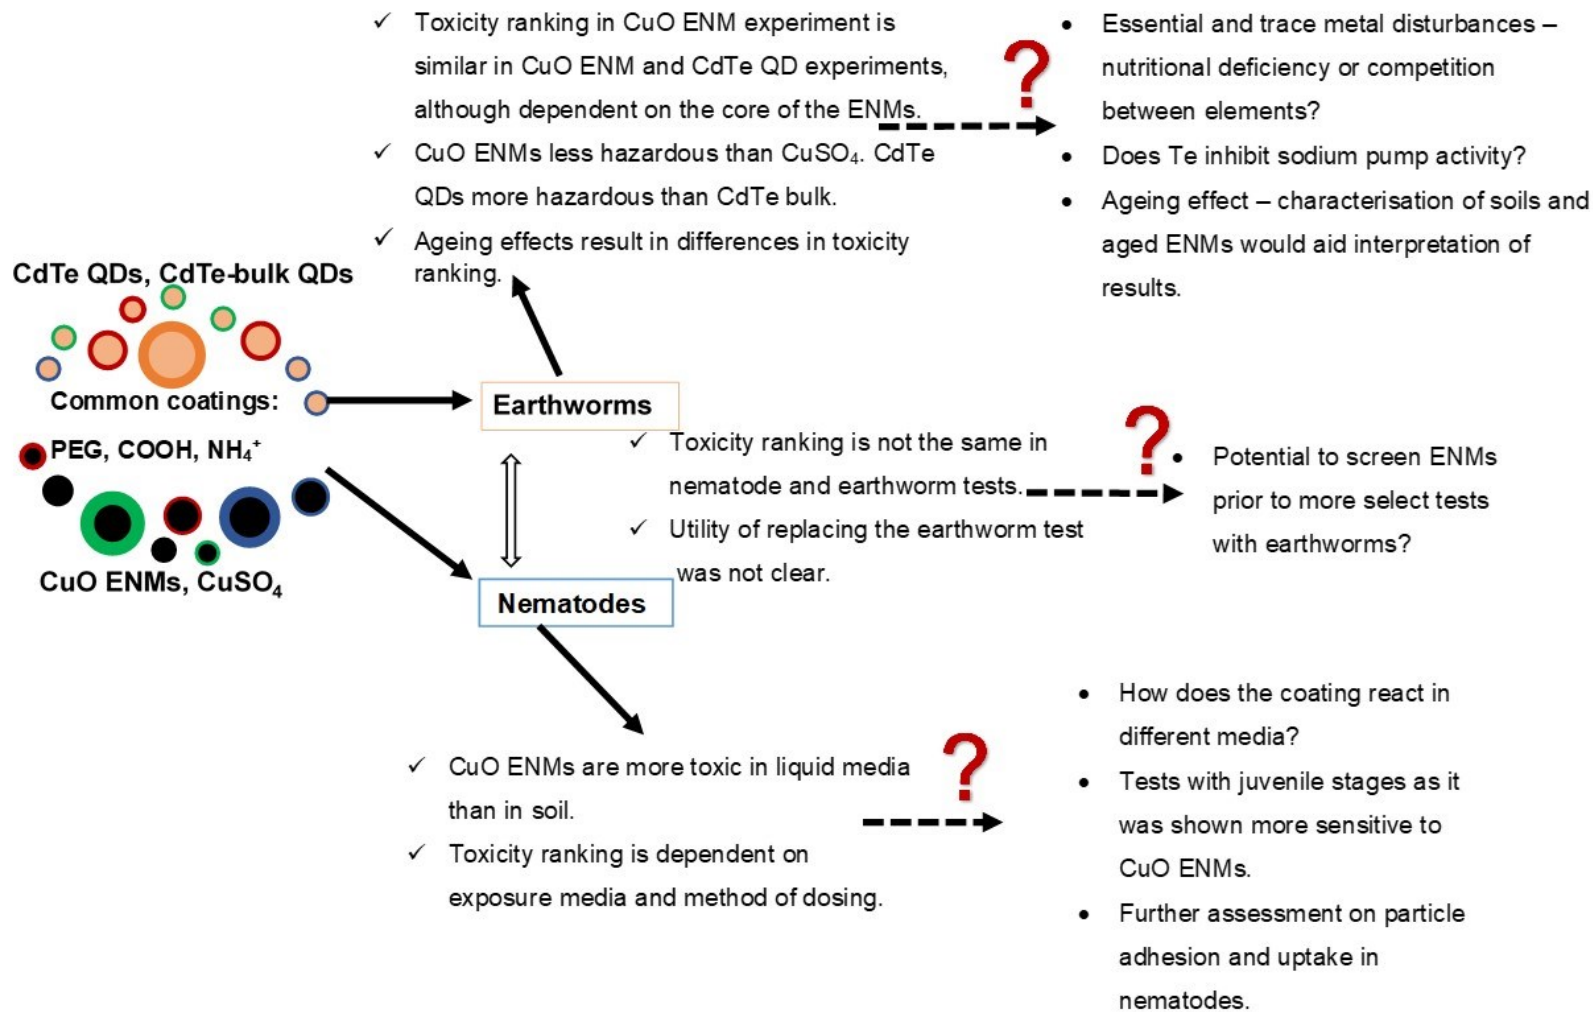 ✓ Toxicity ranking in CuO ENM experiment is
similar in CuO ENM and CdTe QD experiments,
although dependent on the core of the ENMs.
✓ CuO ENMs less hazardous than CuSO₄. CdTe
QDs more hazardous than CdTe bulk.
✓ Ageing effects result in differences in toxicity
ranking.
?
• Essential and trace metal disturbances –
nutritional deficiency or competition
between elements?
• Does Te inhibit sodium pump activity?
• Ageing effect – characterisation of soils and
aged ENMs would aid interpretation of
results.
CdTe QDs, CdTe-bulk QDs
Common coatings:
PEG, COOH, NH₄⁺
CuO ENMs, CuSO₄
Earthworms
✓ Toxicity ranking is not the same in
nematode and earthworm tests.
✓ Utility of replacing the earthworm test
was not clear.
?
• Potential to screen ENMs
prior to more select tests
with earthworms?
Nematodes
✓ CuO ENMs are more toxic in liquid media
than in soil.
✓ Toxicity ranking is dependent on
exposure media and method of dosing.
?
• How does the coating react in
different media?
• Tests with juvenile stages as it
was shown more sensitive to
CuO ENMs.
• Further assessment on particle
adhesion and uptake in
nematodes.